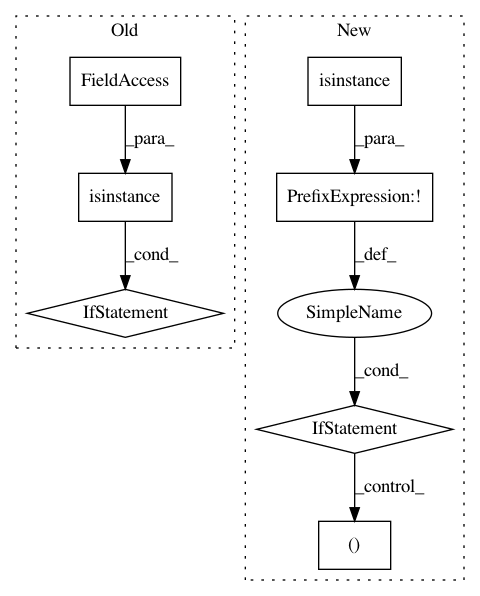 Old
FieldAccess
_para_
isinstance
_cond_
IfStatement
New
isinstance
_para_
PrefixExpression:!
_def_
SimpleName
_cond_
IfStatement
_control_
()